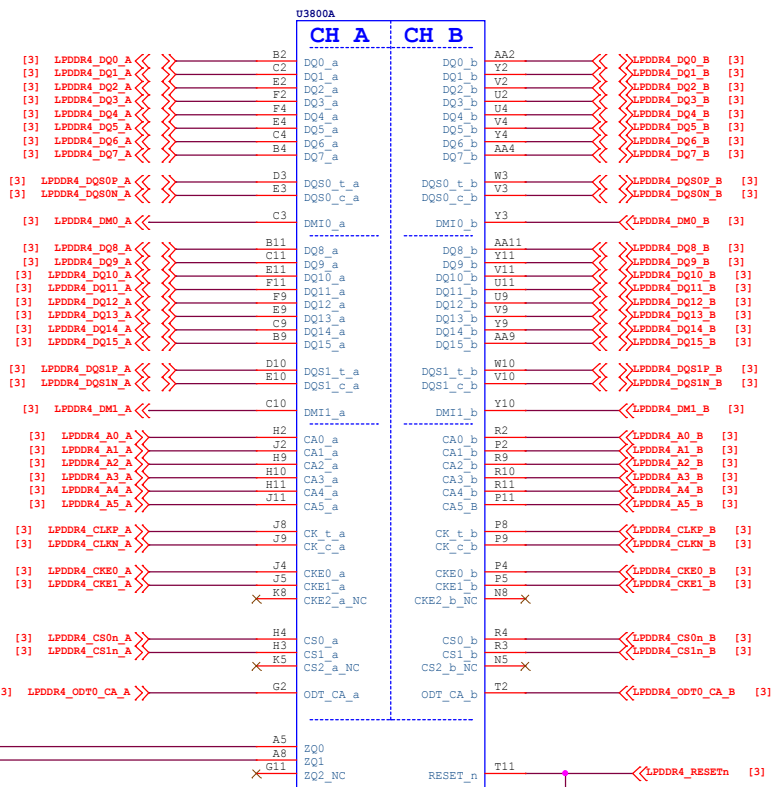 U3800A
CH A CH B
[3] LPDDR4_DQ0_A B2 DQ0_a DQ0_b AA2 LPDDR4_DQ0_B [3]
[3] LPDDR4_DQ1_A C2 DQ1_a DQ1_b Y2 LPDDR4_DQ1_B [3]
[3] LPDDR4_DQ2_A E2 DQ2_a DQ2_b V2 LPDDR4_DQ2_B [3]
[3] LPDDR4_DQ3_A F2 DQ3_a DQ3_b U2 LPDDR4_DQ3_B [3]
[3] LPDDR4_DQ4_A F4 DQ4_a DQ4_b U4 LPDDR4_DQ4_B [3]
[3] LPDDR4_DQ5_A E4 DQ5_a DQ5_b V4 LPDDR4_DQ5_B [3]
[3] LPDDR4_DQ6_A C4 DQ6_a DQ6_b Y4 LPDDR4_DQ6_B [3]
[3] LPDDR4_DQ7_A B4 DQ7_a DQ7_b AA4 LPDDR4_DQ7_B [3]
[3] LPDDR4_DQS0P_A D3 DQS0_t_a DQS0_t_b W3 LPDDR4_DQS0P_B [3]
[3] LPDDR4_DQS0N_A E3 DQS0_c_a DQS0_c_b V3 LPDDR4_DQS0N_B [3]
[3] LPDDR4_DM0_A C3 DMI0_a DMI0_b Y3 LPDDR4_DM0_B [3]
[3] LPDDR4_DQ8_A B11 DQ8_a DQ8_b AA11 LPDDR4_DQ8_B [3]
[3] LPDDR4_DQ9_A C11 DQ9_a DQ9_b Y11 LPDDR4_DQ9_B [3]
[3] LPDDR4_DQ10_A E11 DQ10_a DQ10_b V11 LPDDR4_DQ10_B [3]
[3] LPDDR4_DQ11_A F11 DQ11_a DQ11_b U11 LPDDR4_DQ11_B [3]
[3] LPDDR4_DQ12_A F9 DQ12_a DQ12_b U9 LPDDR4_DQ12_B [3]
[3] LPDDR4_DQ13_A E9 DQ13_a DQ13_b V9 LPDDR4_DQ13_B [3]
[3] LPDDR4_DQ14_A C9 DQ14_a DQ14_b Y9 LPDDR4_DQ14_B [3]
[3] LPDDR4_DQ15_A B9 DQ15_a DQ15_b AA9 LPDDR4_DQ15_B [3]
[3] LPDDR4_DQS1P_A D10 DQS1_t_a DQS1_t_b W10 LPDDR4_DQS1P_B [3]
[3] LPDDR4_DQS1N_A E10 DQS1_c_a DQS1_c_b V10 LPDDR4_DQS1N_B [3]
[3] LPDDR4_DM1_A C10 DMI1_a DMI1_b Y10 LPDDR4_DM1_B [3]
[3] LPDDR4_A0_A H2 CA0_a CA0_b R2 LPDDR4_A0_B [3]
[3] LPDDR4_A1_A J2 CA1_a CA1_b P2 LPDDR4_A1_B [3]
[3] LPDDR4_A2_A H9 CA2_a CA2_b R9 LPDDR4_A2_B [3]
[3] LPDDR4_A3_A H10 CA3_a CA3_b R10 LPDDR4_A3_B [3]
[3] LPDDR4_A4_A H11 CA4_a CA4_b R11 LPDDR4_A4_B [3]
[3] LPDDR4_A5_A J11 CA5_a CA5_B P11 LPDDR4_A5_B [3]
[3] LPDDR4_CLKP_A J8 CK_t_a CK_t_b P8 LPDDR4_CLKP_B [3]
[3] LPDDR4_CLKN_A J9 CK_c_a CK_c_b P9 LPDDR4_CLKN_B [3]
[3] LPDDR4_CKE0_A J4 CKE0_a CKE0_b P4 LPDDR4_CKE0_B [3]
[3] LPDDR4_CKE1_A J5 CKE1_a CKE1_b P5 LPDDR4_CKE1_B [3]
K8 CKE2_a_NC CKE2_b_NC N8
[3] LPDDR4_CS0n_A H4 CS0_a CS0_b R4 LPDDR4_CS0n_B [3]
[3] LPDDR4_CS1n_A H3 CS1_a CS1_b R3 LPDDR4_CS1n_B [3]
K5 CS2_a_NC CS2_b_NC N5
3] LPDDR4_ODT0_CA_A G2 ODT_CA_a ODT_CA_b T2 LPDDR4_ODT0_CA_B [3]
A5 ZQ0
A8 ZQ1
G11 ZQ2_NC RESET_n T11 LPDDR4_RESETn [3]